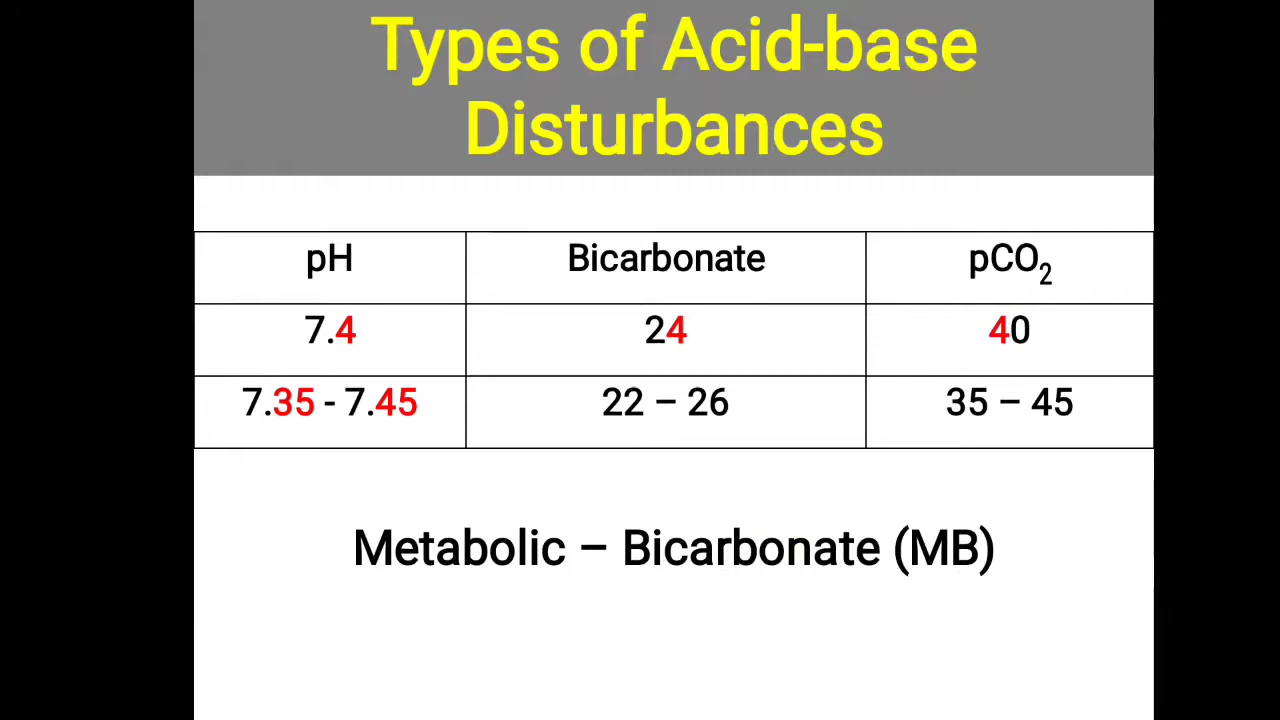 Types of Acid-base
Disturbances
pH Bicarbonate pCO₂
7.4 24 40
7.35 - 7.45 22 – 26 35 – 45
Metabolic – Bicarbonate (MB)